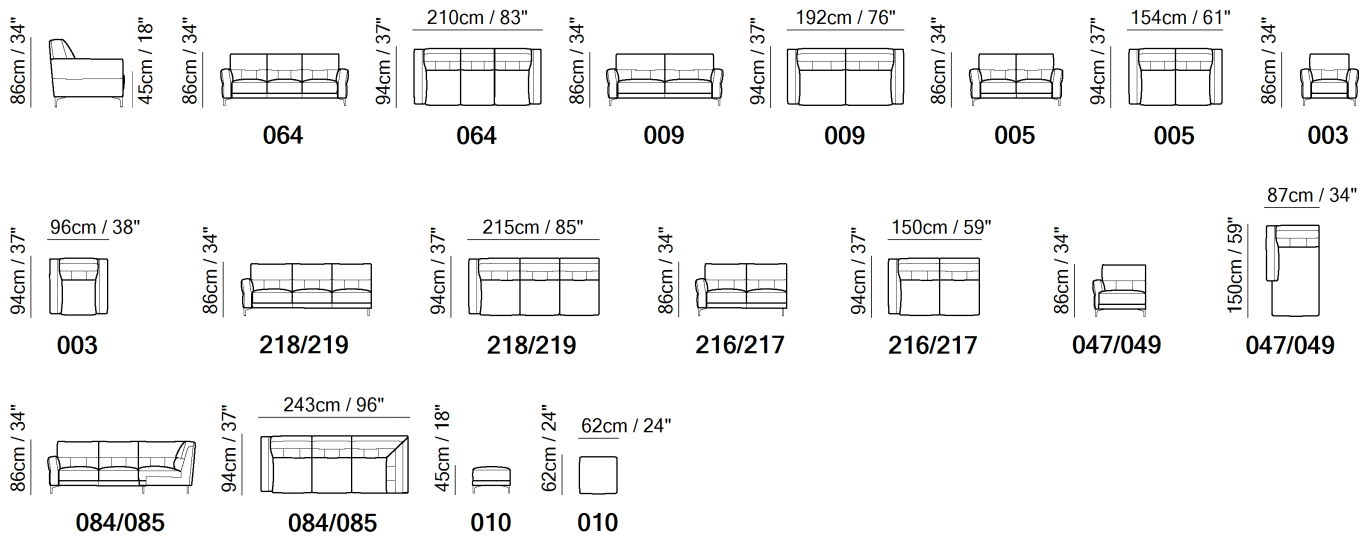 86cm / 34"
45cm / 18"
86cm / 34"
064
94cm / 37"
210cm / 83"
064
86cm / 34"
009
94cm / 37"
192cm / 76"
009
86cm / 34"
005
94cm / 37"
154cm / 61"
005
86cm / 34"
003
94cm / 37"
96cm / 38"
003
86cm / 34"
218/219
94cm / 37"
215cm / 85"
218/219
86cm / 34"
216/217
94cm / 37"
150cm / 59"
216/217
86cm / 34"
047/049
150cm / 59"
87cm / 34"
047/049
86cm / 34"
084/085
94cm / 37"
243cm / 96"
084/085
45cm / 18"
010
62cm / 24"
62cm / 24"
010